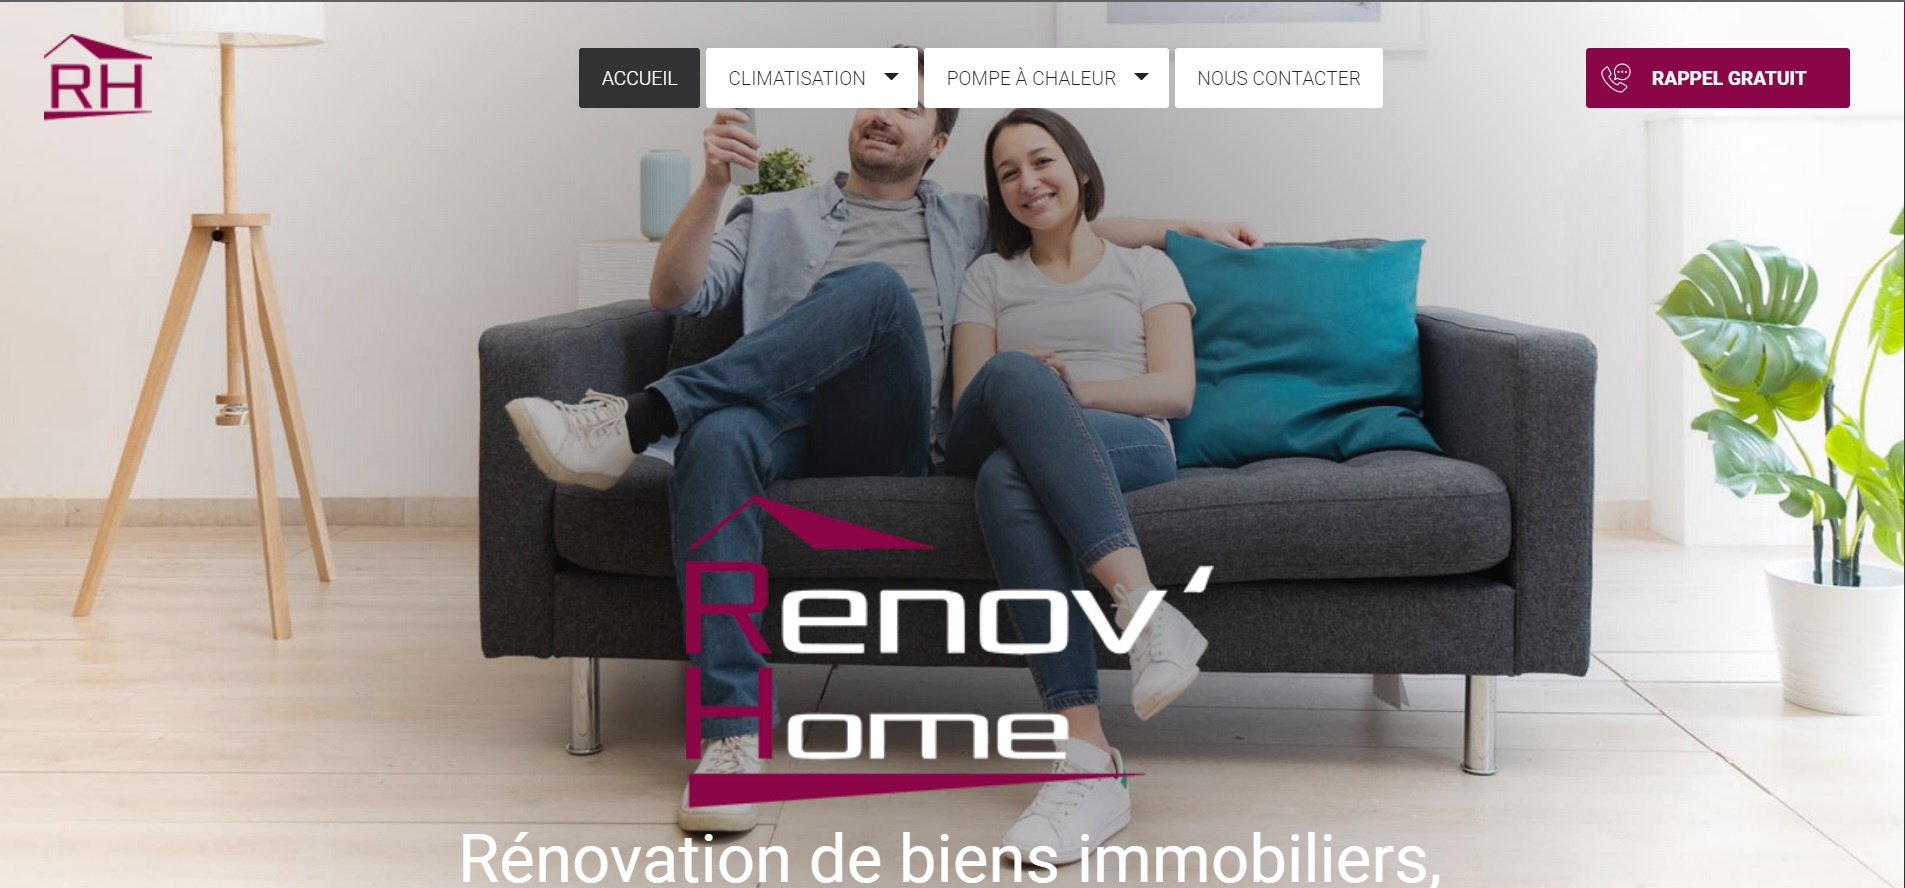 RH
ACCUEIL
CLIMATISATION
POMPE À CHALEUR
NOUS CONTACTER
RAPPEL GRATUIT
Renov'
Home
Rénovation de biens immobiliers,